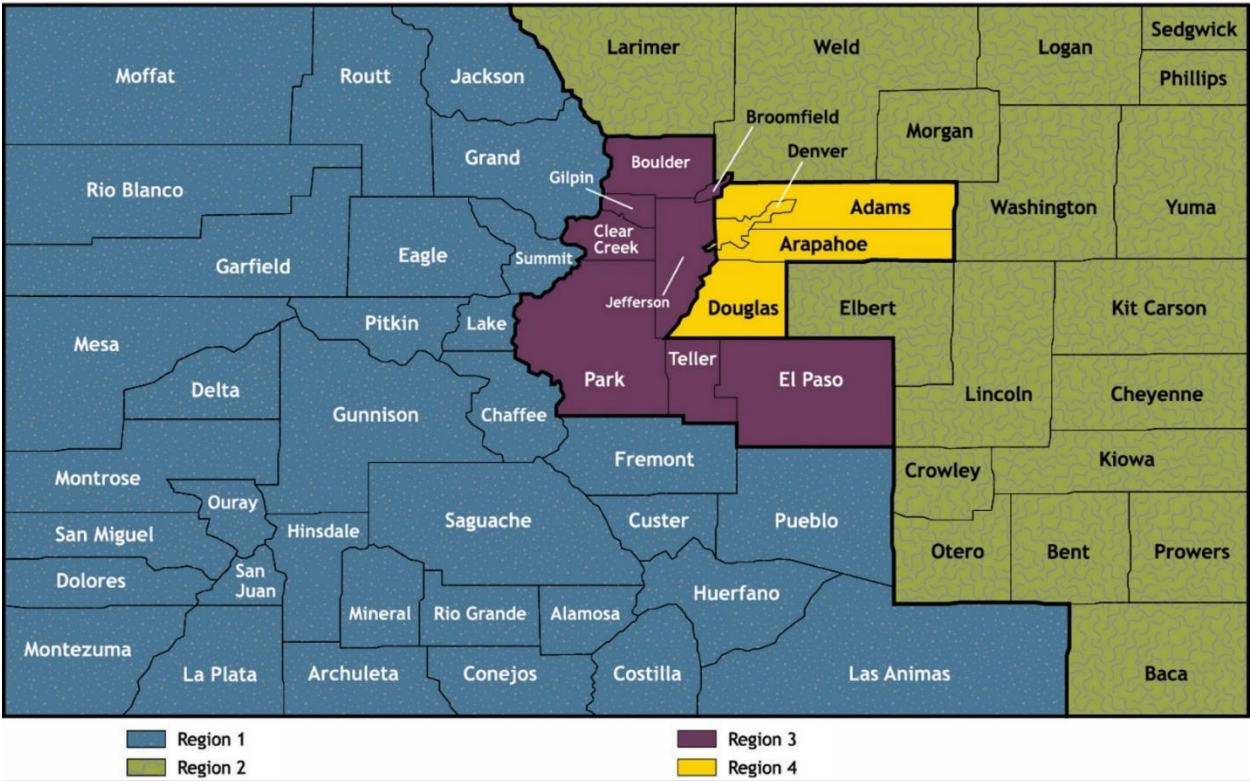 Larimer
Weld
Logan
Sedgwick
Phillips
Moffat
Routt
Jackson
Broomfield
Morgan
Denver
Grand
Boulder
Gilpin
Rio Blanco
Adams
Washington
Yuma
Clear
Creek
Arapahoe
Garfield
Eagle
Summit
Jefferson
Douglas
Elbert
Kit Carson
Pitkin
Lake
Mesa
Teller
Park
El Paso
Delta
Gunnison
Chaffee
Lincoln
Cheyenne
Fremont
Crowley
Kiowa
Montrose
Ouray
San Miguel
Hinsdale
Saguache
Custer
Pueblo
Otero
Bent
Prowers
Dolores
San
Juan
Mineral
Rio Grande
Alamosa
Huerfano
Montezuma
La Plata
Archuleta
Conejos
Costilla
Las Animas
Baca
Region 1
Region 2
Region 3
Region 4